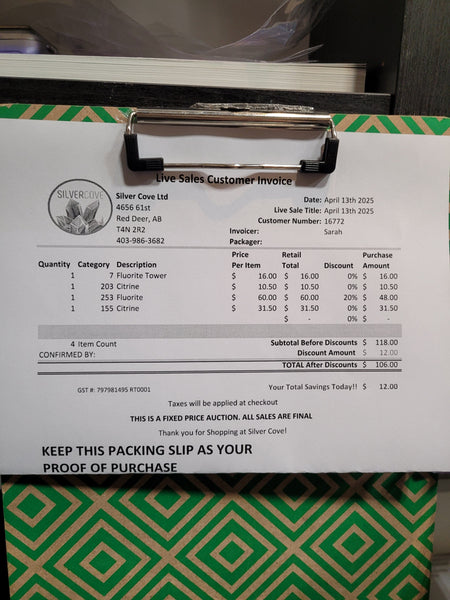 Live Sales Customer Invoice
SILVERCOVE
Silver Cove Ltd
4656 61st
Red Deer, AB
T4N 2R2
403-986-3682
Date: April 13th 2025
Live Sale Title: April 13th 2025
Customer Number: 16772
Invoicer: Sarah
Packager:
Quantity Category Description Price Per Item Retail Total Discount Purchase Amount
1 7 Fluorite Tower $ 16.00 $ 16.00 0% $ 16.00
1 203 Citrine $ 10.50 $ 10.50 0% $ 10.50
1 253 Fluorite $ 60.00 $ 60.00 20% $ 48.00
1 155 Citrine $ 31.50 $ 31.50 0% $ 31.50
$ - 0% $ -
4 Item Count Subtotal Before Discounts $ 118.00
CONFIRMED BY: Discount Amount $ 12.00
TOTAL After Discounts $ 106.00
GST #: 797981495 RT0001 Your Total Savings Today!! $ 12.00
Taxes will be applied at checkout
THIS IS A FIXED PRICE AUCTION. ALL SALES ARE FINAL
Thank you for Shopping at Silver Cove!
KEEP THIS PACKING SLIP AS YOUR
PROOF OF PURCHASE